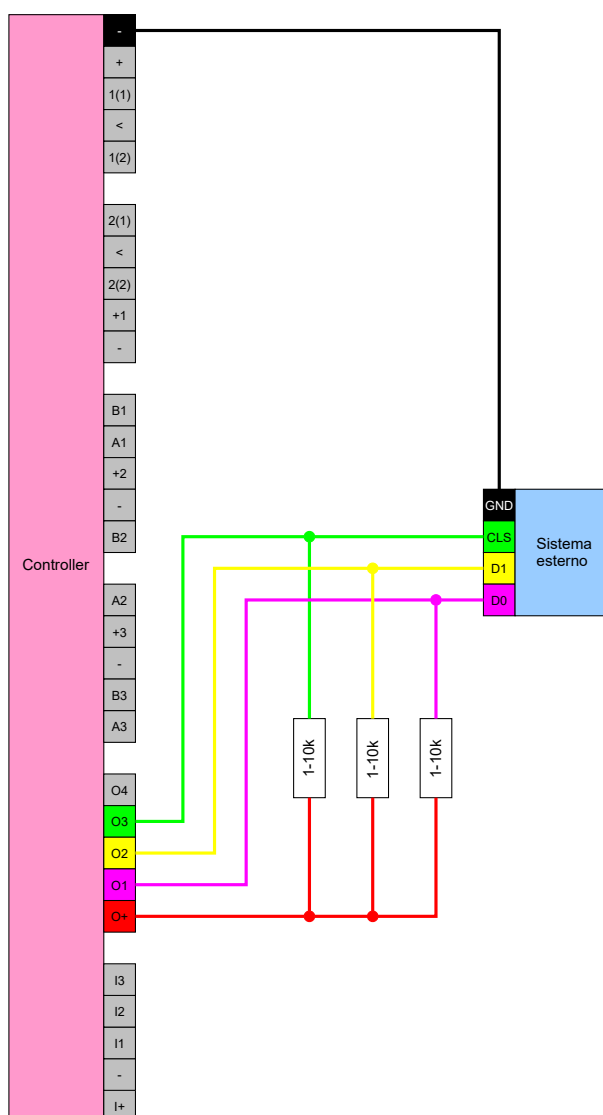 -
+
1(1)
<
1(2)
2(1)
<
2(2)
+1
-
B1
A1
+2
-
B2
Controller
A2
+3
-
B3
A3
O4
O3
O2
O1
O+
I3
I2
I1
-
I+
GND
CLS
D1
D0
Sistema
esterno
1-10k
1-10k
1-10k